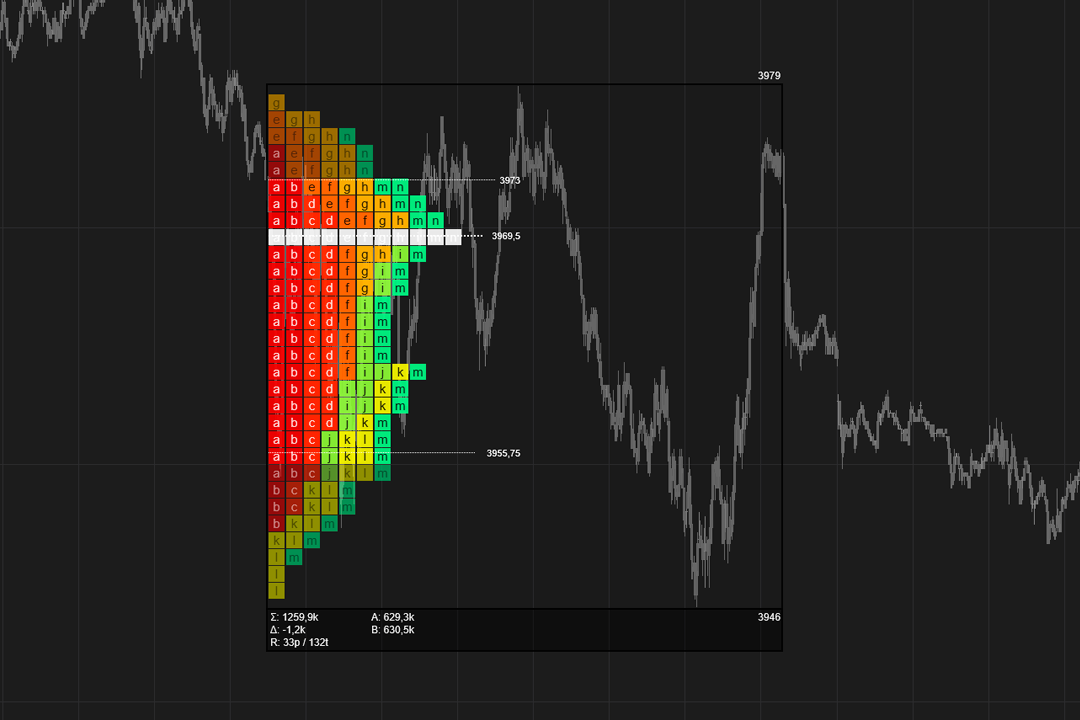 3979
g
e g h
e f g h n
a e f g h n
a e f g h n
3973
a b e f g h m n
a b d e f g h m n
a b c d e f g h m n
3969,5
a b c d f g h i m
a b c d f g i m
a b c d f g i m
a b c d f i m
a b c d f i m
a b c d f i m
a b c d f i m
a b c d f i j k m
a b c d i j k m
a b c d i j k m
a b c d j k m
a b c j k l m
3955,75
a b c j k l m
a b c j k l m
b c k l m
b c k l m
b k l m
k l m
l m
l
l
Σ: 1259,9k A: 629,3k 3946
Δ: -1,2k B: 630,5k
R: 33p / 132t